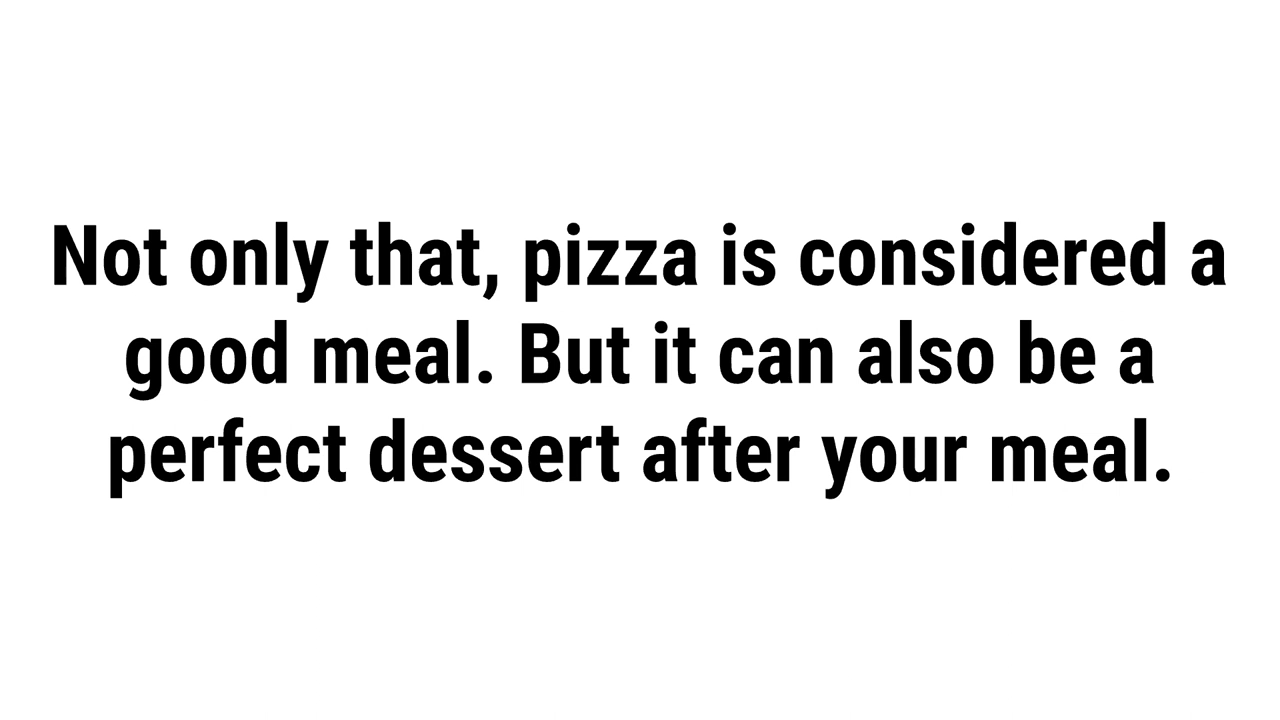 Not only that, pizza is considered a
good meal. But it can also be a
perfect dessert after your meal.